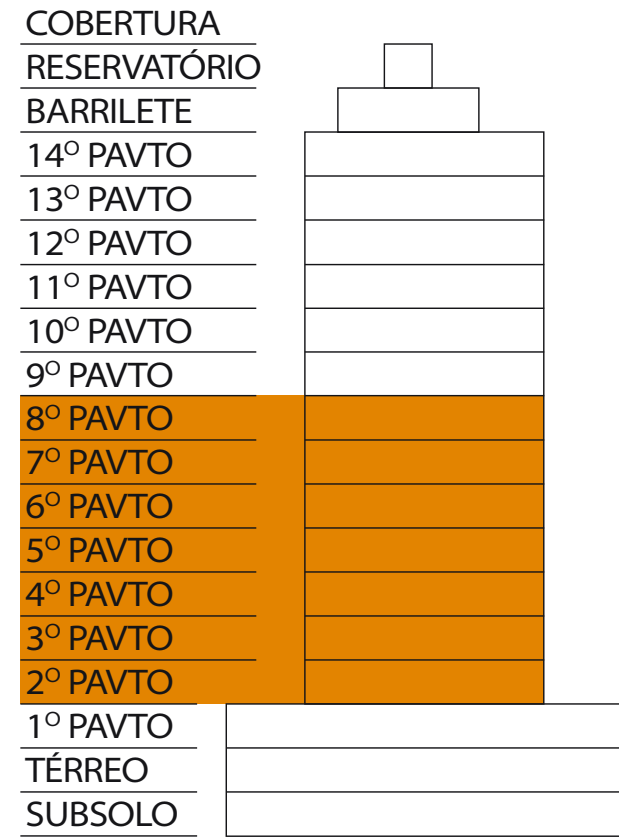 COBERTURA
RESERVATÓRIO
BARRILETE
14º PAVTO
13º PAVTO
12º PAVTO
11º PAVTO
10º PAVTO
9º PAVTO
8º PAVTO
7º PAVTO
6º PAVTO
5º PAVTO
4º PAVTO
3º PAVTO
2º PAVTO
1º PAVTO
TÉRREO
SUBSOLO